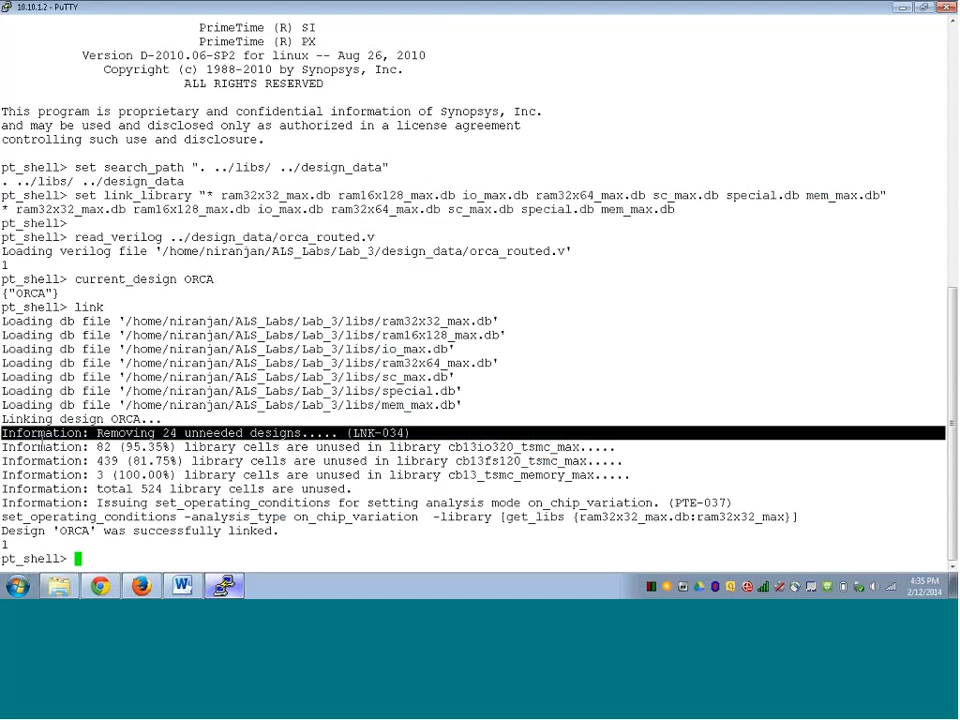 10.10.1.2 - PuTTY
PrimeTime (R) SI
PrimeTime (R) PX
Version D-2010.06-SP2 for linux -- Aug 26, 2010
Copyright (c) 1988-2010 by Synopsys, Inc.
ALL RIGHTS RESERVED
This program is proprietary and confidential information of Synopsys, Inc.
and may be used and disclosed only as authorized in a license agreement
controlling such use and disclosure.
pt_shell> set search_path ". ../libs/ ../design_data"
. ../libs/ ../design_data
pt_shell> set link_library "* ram32x32_max.db ram16x128_max.db io_max.db ram32x64_max.db sc_max.db special.db mem_max.db"
* ram32x32_max.db ram16x128_max.db io_max.db ram32x64_max.db sc_max.db special.db mem_max.db
pt_shell>
pt_shell> read_verilog ../design_data/orca_routed.v
Loading verilog file '/home/niranjan/ALS_Labs/Lab_3/design_data/orca_routed.v'
1
pt_shell> current_design ORCA
{"ORCA"}
pt_shell> link
Loading db file '/home/niranjan/ALS_Labs/Lab_3/libs/ram32x32_max.db'
Loading db file '/home/niranjan/ALS_Labs/Lab_3/libs/ram16x128_max.db'
Loading db file '/home/niranjan/ALS_Labs/Lab_3/libs/io_max.db'
Loading db file '/home/niranjan/ALS_Labs/Lab_3/libs/ram32x64_max.db'
Loading db file '/home/niranjan/ALS_Labs/Lab_3/libs/sc_max.db'
Loading db file '/home/niranjan/ALS_Labs/Lab_3/libs/special.db'
Loading db file '/home/niranjan/ALS_Labs/Lab_3/libs/mem_max.db'
Linking design ORCA...
Information: Removing 24 unneeded designs..... (LNK-034)
Information: 82 (95.35%) library cells are unused in library cb13io320_tsmc_max.....
Information: 439 (81.75%) library cells are unused in library cb13fs120_tsmc_max.....
Information: 3 (100.00%) library cells are unused in library cb13_tsmc_memory_max.....
Information: total 524 library cells are unused.
Information: Issuing set_operating_conditions for setting analysis mode on_chip_variation. (PTE-037)
set_operating_conditions -analysis_type on_chip_variation  -library [get_libs {ram32x32_max.db:ram32x32_max}]
Design 'ORCA' was successfully linked.
1
pt_shell>
4:35 PM
2/12/2014